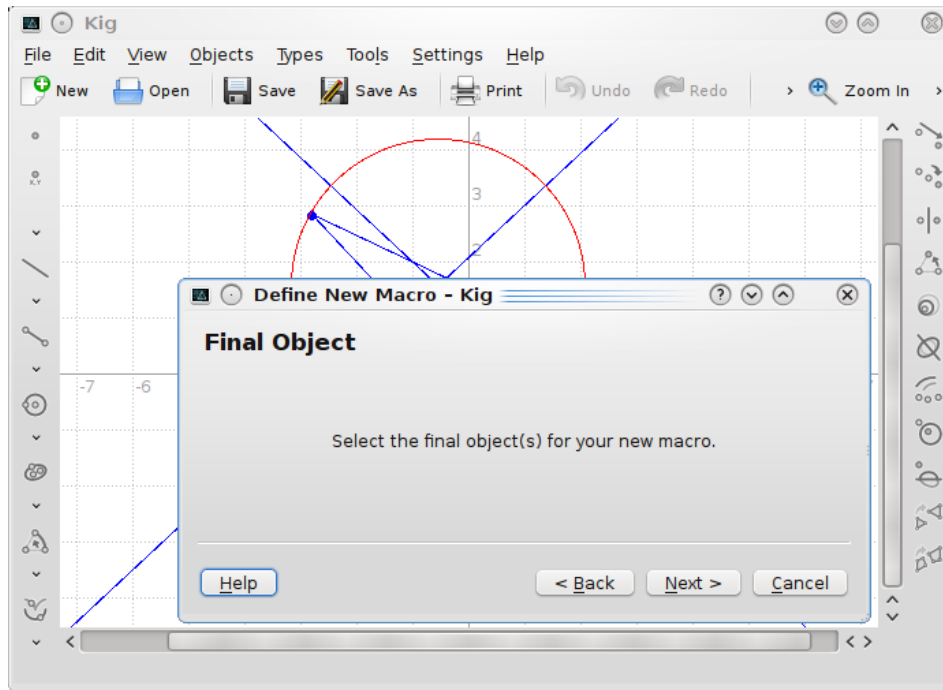 Kig
File Edit View Objects Types Tools Settings Help
New Open Save Save As Print Undo Redo Zoom In
X,Y
4
3
2
-7 -6
Define New Macro – Kig
Final Object
Select the final object(s) for your new macro.
Help < Back Next > Cancel